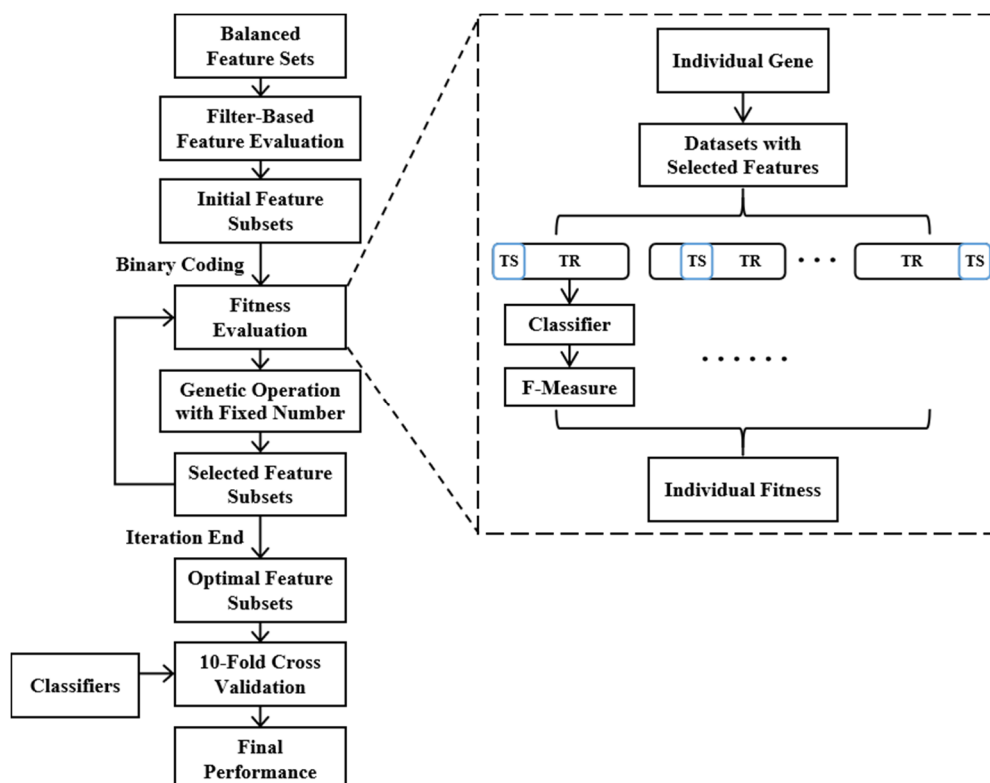 Balanced
Feature Sets
Filter-Based
Feature Evaluation
Initial Feature
Subsets
Binary Coding
Fitness
Evaluation
Genetic Operation
with Fixed Number
Selected Feature
Subsets
Iteration End
Optimal Feature
Subsets
Classifiers
10-Fold Cross
Validation
Final
Performance
Individual Gene
Datasets with
Selected Features
TS TR
TS TR
TR TS
Classifier
F-Measure
Individual Fitness